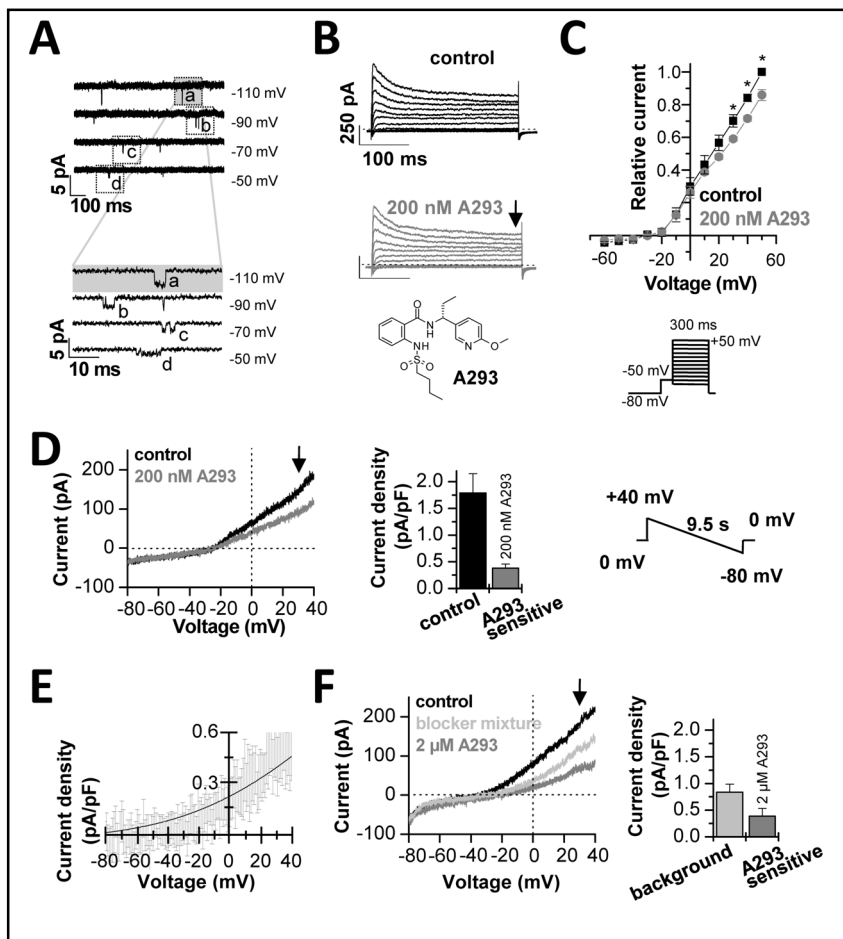 A
-110 mV
a
-90 mV
b
-70 mV
c
-50 mV
d
5 pA
100 ms
-110 mV
a
-90 mV
b
-70 mV
c
-50 mV
d
5 pA
10 ms
B
control
250 pA
100 ms
200 nM A293
O
N
H
N
O
NH
O
S
O
A293
C
Relative current
1.0
0.8
0.6
0.4
*
*
*
control
200 nM A293
-60
-20
20
60
Voltage (mV)
300 ms
+50 mV
-50 mV
-80 mV
D
control
200 nM A293
Current (pA)
200
100
0
-100
-80
-60
-40
-20
0
20
40
Voltage (mV)
Current density
(pA/pF)
2.0
1.5
1.0
0.5
0.0
200 nM A293
control
A293
sensitive
+40 mV
9.5 s
0 mV
0 mV
-80 mV
E
Current density
(pA/pF)
0.6
0.3
-80
-60
-40
-20
0
20
40
Voltage (mV)
F
control
blocker mixture
2 µM A293
Current (pA)
200
100
0
-100
-80
-60
-40
-20
0
20
40
Voltage (mV)
Current density
(pA/pF)
2.0
1.5
1.0
0.5
0.0
2 µM A293
background
A293
sensitive